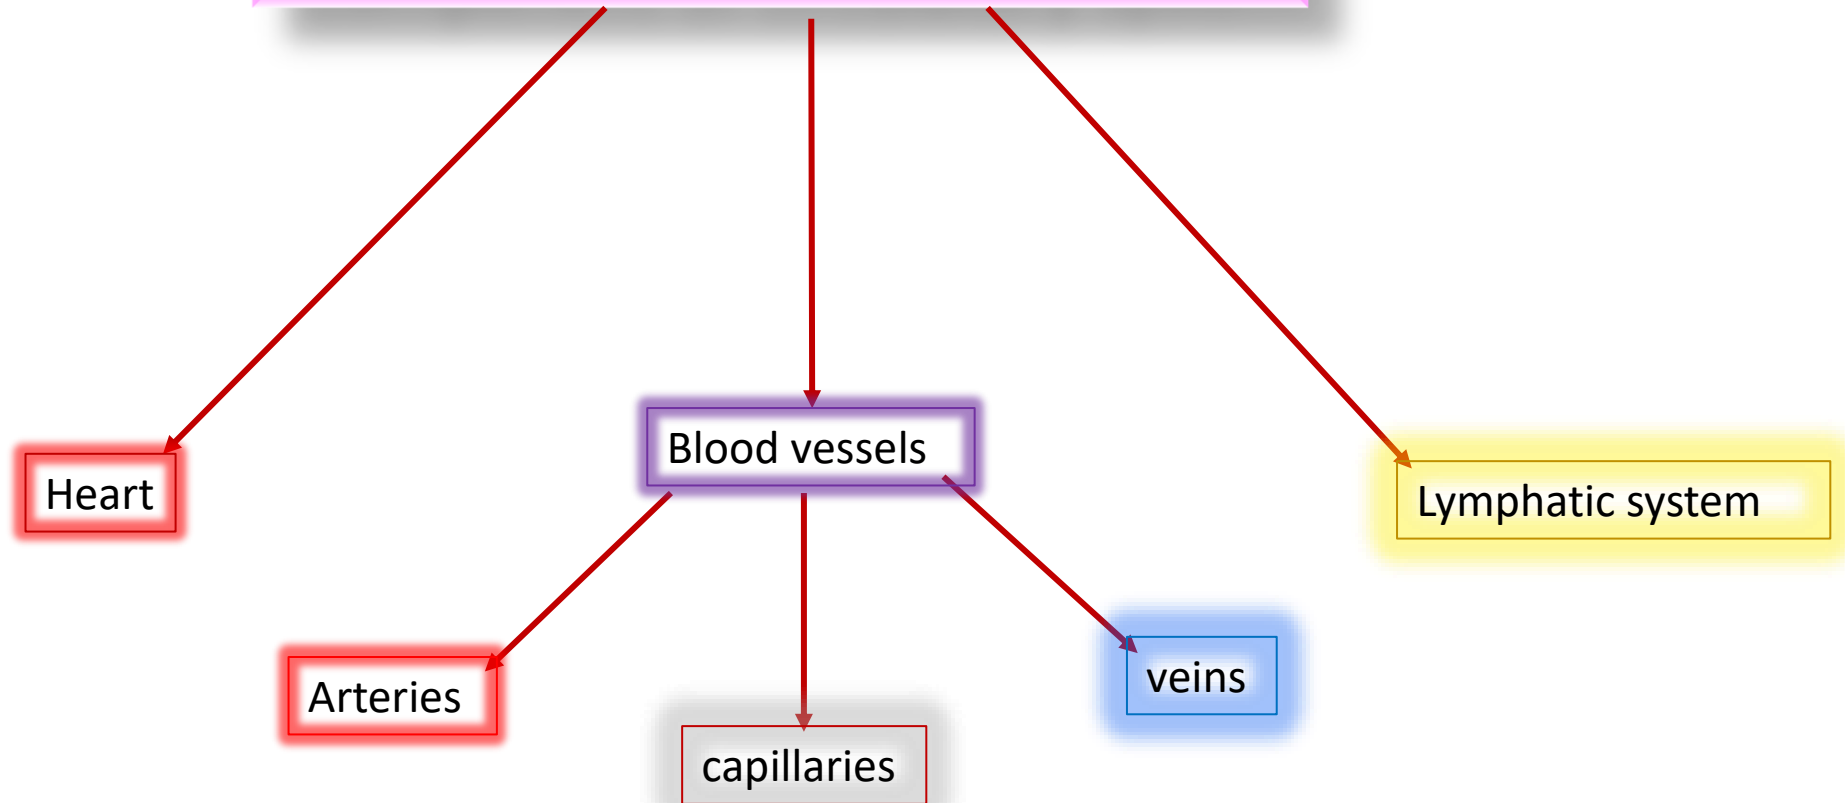 Blood vessels
Heart
Lymphatic system
Arteries
veins
capillaries